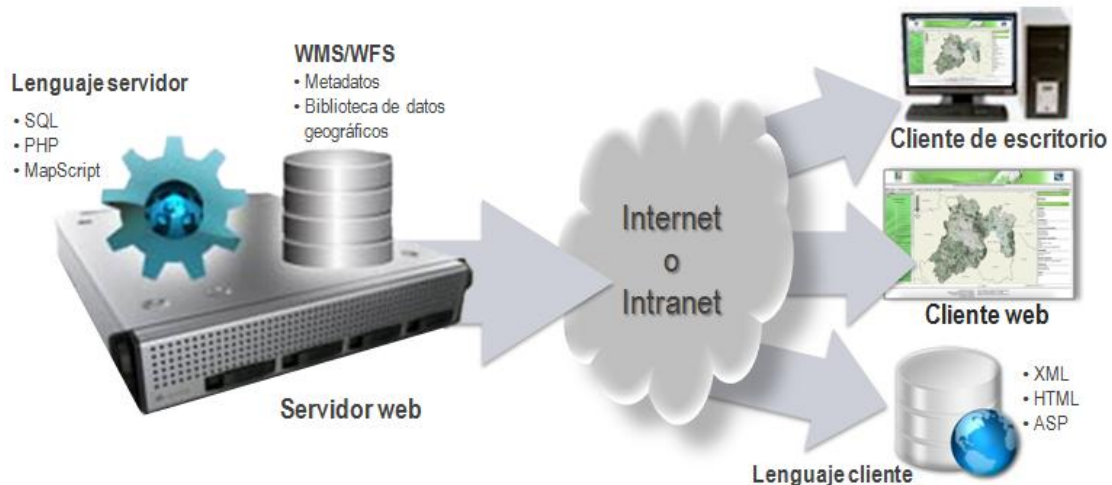 Lenguaje servidor
• SQL
• PHP
• MapScript
WMS/WFS
• Metadatos
• Biblioteca de datos
geográficos
Servidor web
Internet
o
Intranet
Cliente de escritorio
Cliente web
• XML
• HTML
• ASP
Lenguaje cliente